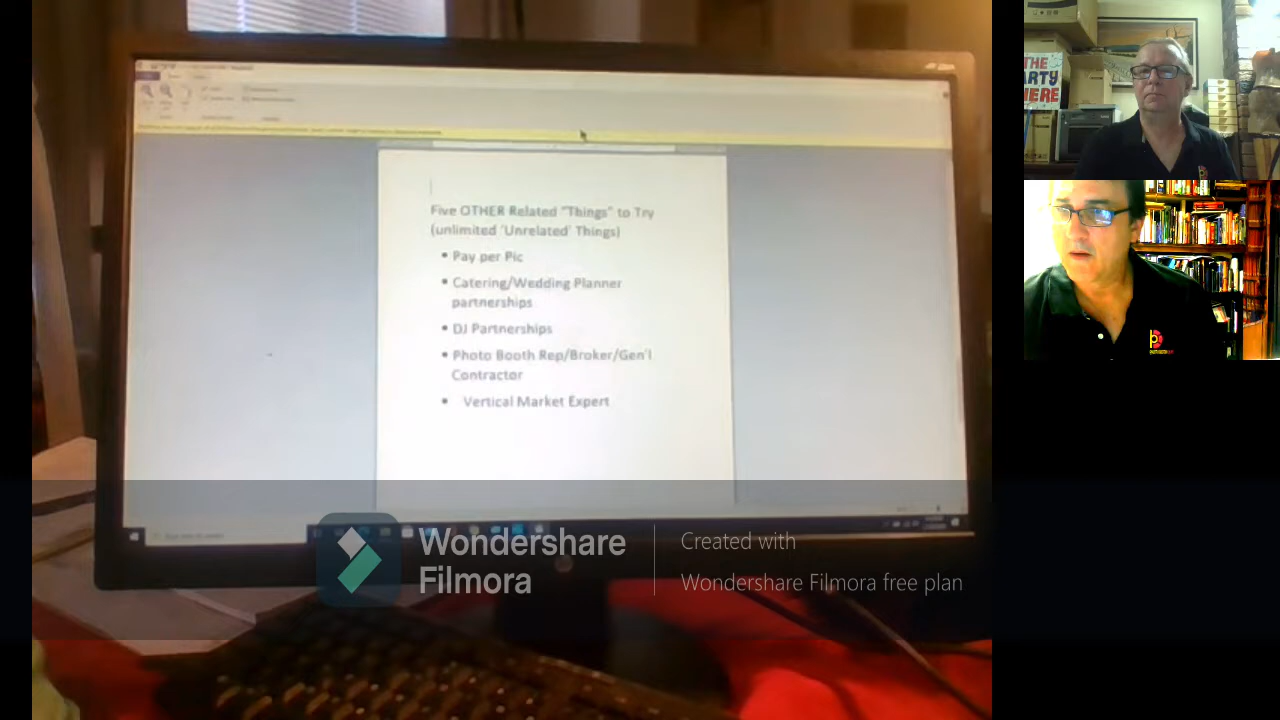 Five OTHER Related "Things" to Try
(unlimited 'Unrelated' Things)
• Pay per Pic
• Catering/Wedding Planner
partnerships
• DJ Partnerships
• Photo Booth Rep/Broker/Gen'l
Contractor
• Vertical Market Expert
Wondershare
Filmora
Created with
Wondershare Filmora free plan
THE
ARTY
HERE